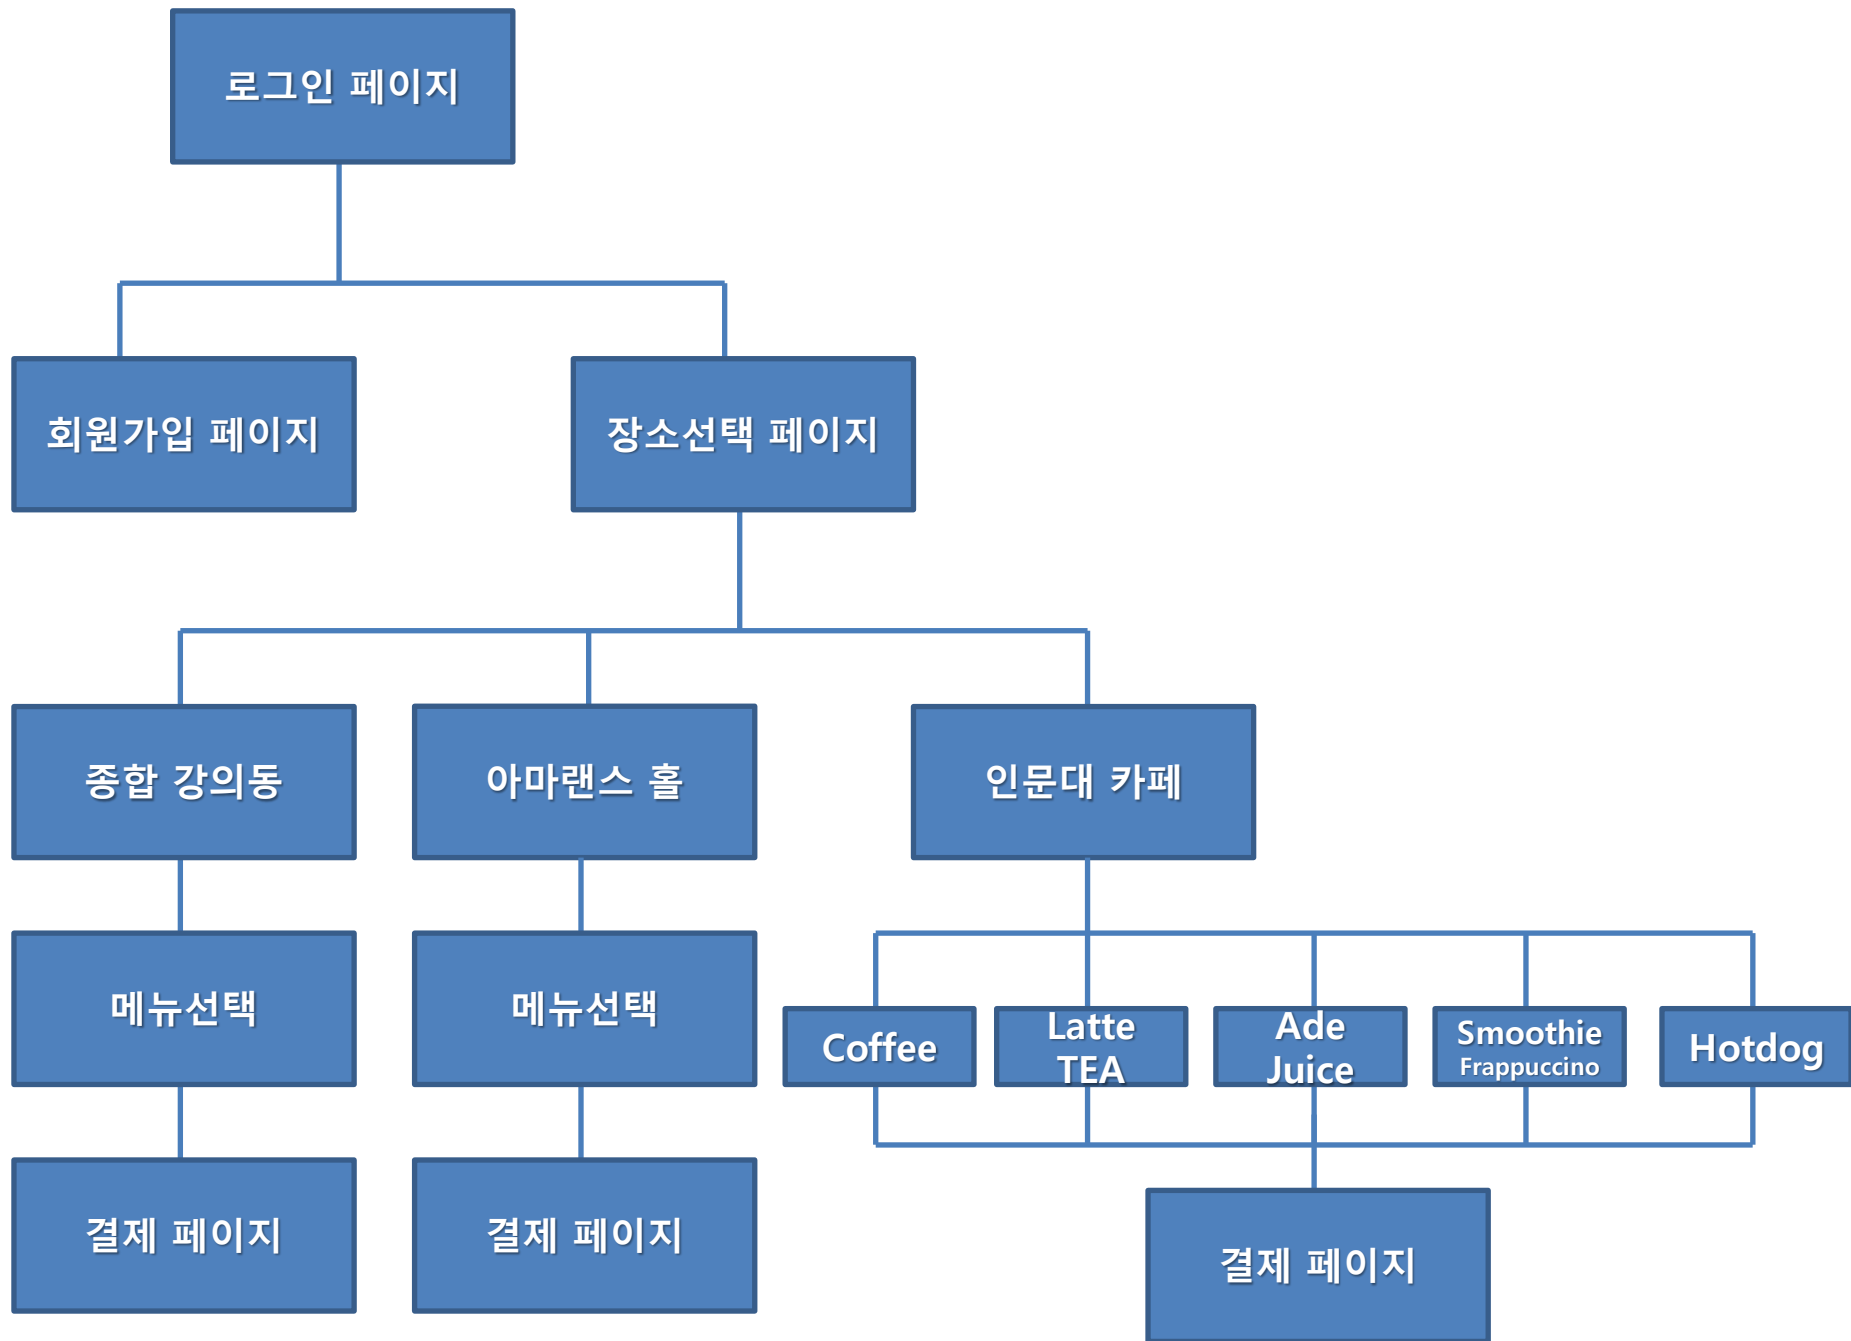 로그인 페이지
회원가입 페이지
장소선택 페이지
종합 강의동
아마랜스 홀
인문대 카페
메뉴선택
메뉴선택
Coffee
Latte
TEA
Ade
Juice
Smoothie
Frappuccino
Hotdog
결제 페이지
결제 페이지
결제 페이지